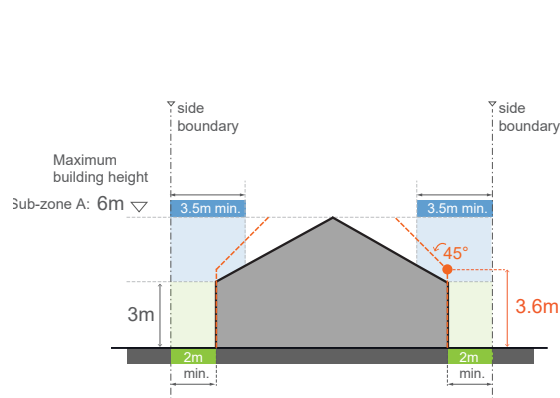 side
boundary
side
boundary
Maximum
building height
Sub-zone A: 6m
3.5m min.
3.5m min.
45°
3m
3.6m
2m
min.
2m
min.